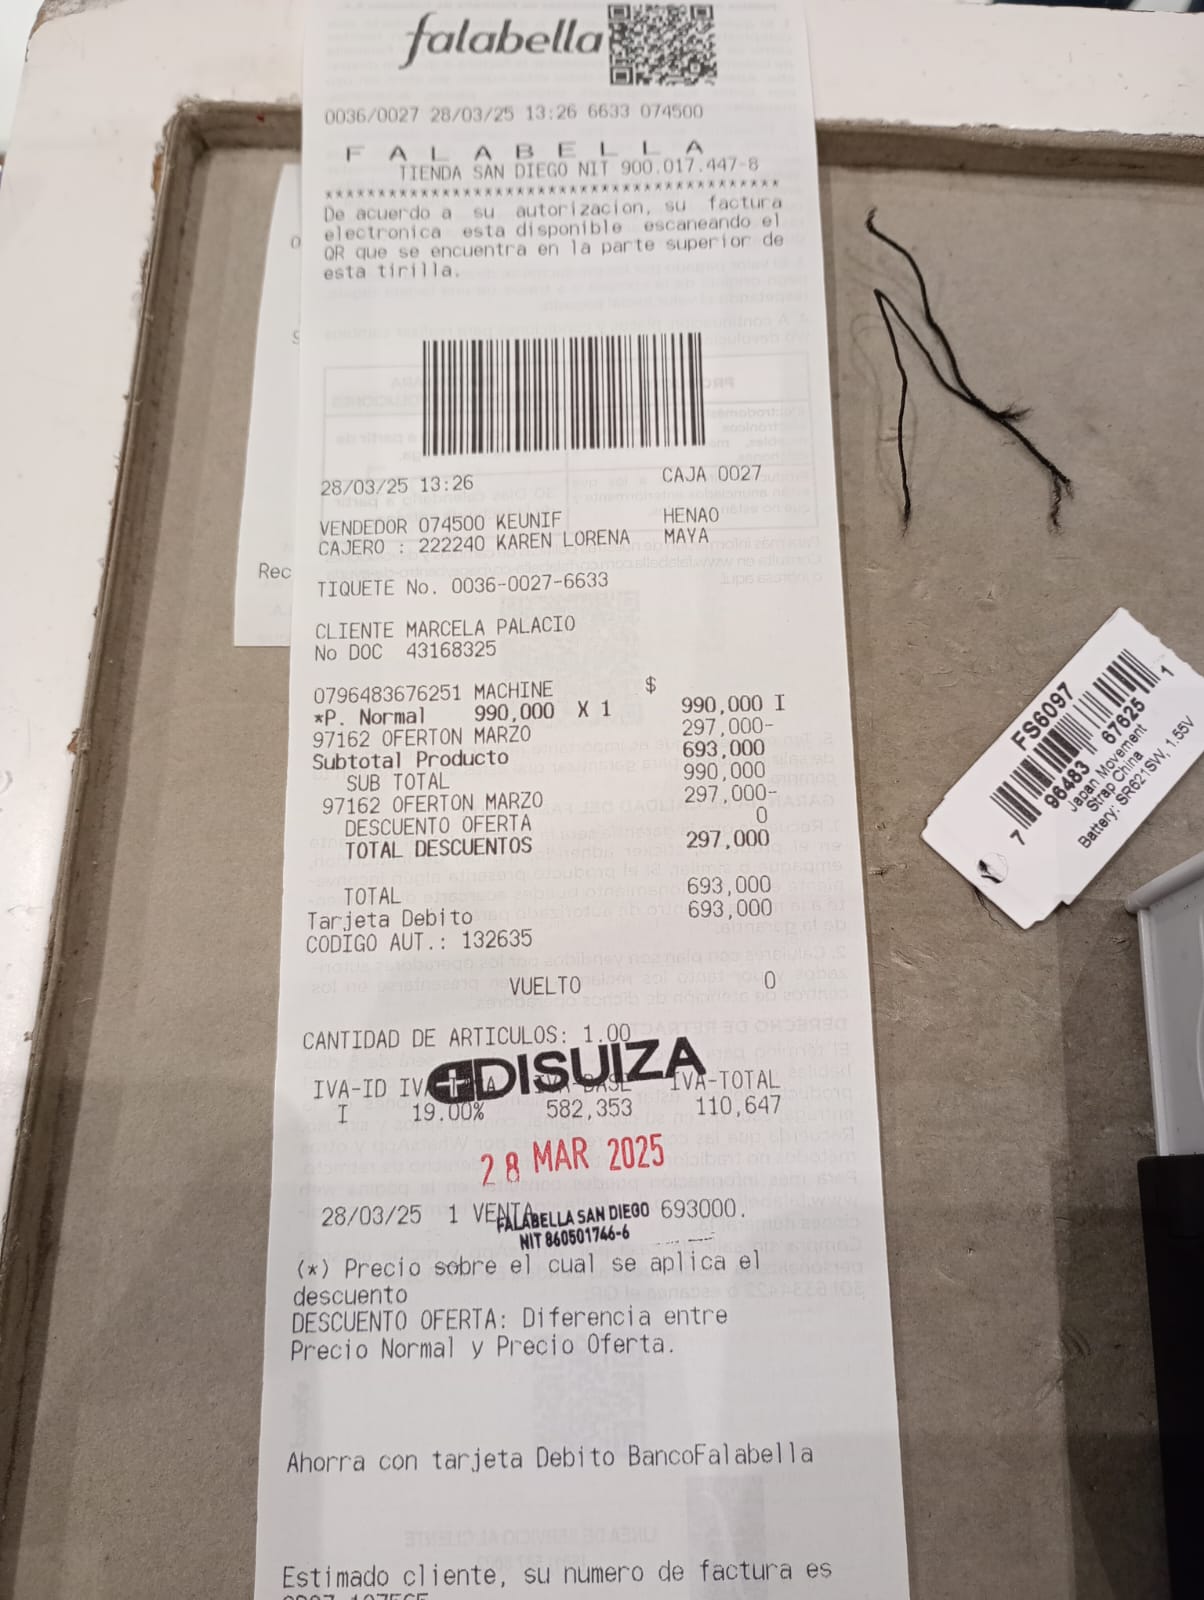 falabella
0036/0027 28/03/25 13:26 6633 074500
F A L A B E L L A
TIENDA SAN DIEGO NIT 900.017.447-8
******************************************
De acuerdo a su autorizacion, su factura
electronica esta disponible escaneando el
QR que se encuentra en la parte superior de
esta tirilla.
28/03/25 13:26 CAJA 0027
VENDEDOR 074500 KEUNIF HENAO
CAJERO : 222240 KAREN LORENA MAYA
Rec
TIQUETE No. 0036-0027-6633
CLIENTE MARCELA PALACIO
No DOC 43168325
0796483676251 MACHINE $
*P. Normal 990,000 X 1 990,000 I
97162 OFERTON MARZO 297,000-
Subtotal Producto 693,000
SUB TOTAL 990,000
97162 OFERTON MARZO 297,000-
DESCUENTO OFERTA 0
TOTAL DESCUENTOS 297,000
TOTAL 693,000
Tarjeta Debito 693,000
CODIGO AUT.: 132635
VUELTO 0
CANTIDAD DE ARTICULOS: 1.00
DISUIZA
IVA-ID IVA-BASE IVA-TOTAL
I 19.00% 582,353 110,647
28 MAR 2025
28/03/25 1 VENTA 693000.
FALABELLA SAN DIEGO
NIT 860501746-6
(*) Precio sobre el cual se aplica el
descuento
DESCUENTO OFERTA: Diferencia entre
Precio Normal y Precio Oferta.
Ahorra con tarjeta Debito BancoFalabella
Estimado cliente, su numero de factura es
FS6097
7 96483 67625 1
Japan Movement
Strap China
Battery: SR621SW, 1.55V